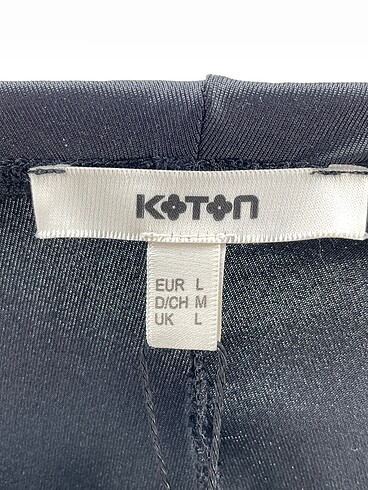 KOTON
EUR L
D/CH M
UK L